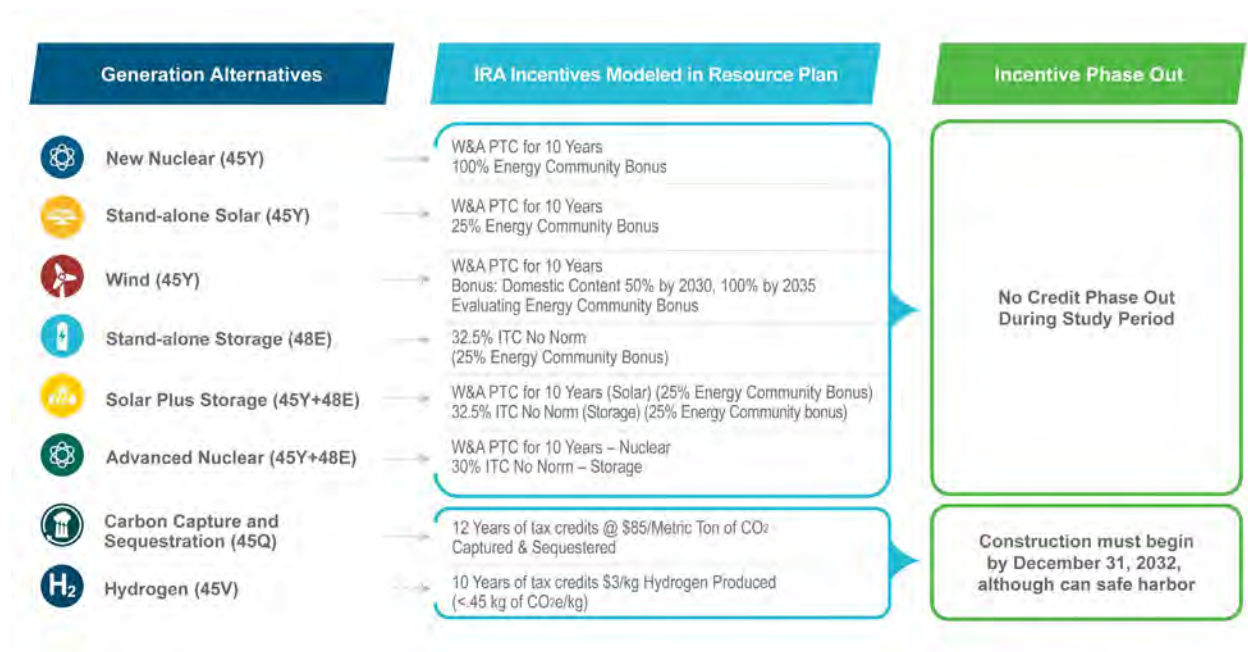 Generation Alternatives
IRA Incentives Modeled in Resource Plan
Incentive Phase Out
New Nuclear (45Y)
W&A PTC for 10 Years
100% Energy Community Bonus
Stand-alone Solar (45Y)
W&A PTC for 10 Years
25% Energy Community Bonus
Wind (45Y)
W&A PTC for 10 Years
Bonus: Domestic Content 50% by 2030, 100% by 2035
Evaluating Energy Community Bonus
Stand-alone Storage (48E)
32.5% ITC No Norm
(25% Energy Community Bonus)
Solar Plus Storage (45Y+48E)
W&A PTC for 10 Years (Solar) (25% Energy Community Bonus)
32.5% ITC No Norm (Storage) (25% Energy Community bonus)
Advanced Nuclear (45Y+48E)
W&A PTC for 10 Years – Nuclear
30% ITC No Norm – Storage
No Credit Phase Out
During Study Period
Carbon Capture and
Sequestration (45Q)
12 Years of tax credits @ $85/Metric Ton of CO2
Captured & Sequestered
H2
Hydrogen (45V)
10 Years of tax credits $3/kg Hydrogen Produced
(<.45 kg of CO2e/kg)
Construction must begin
by December 31, 2032,
although can safe harbor